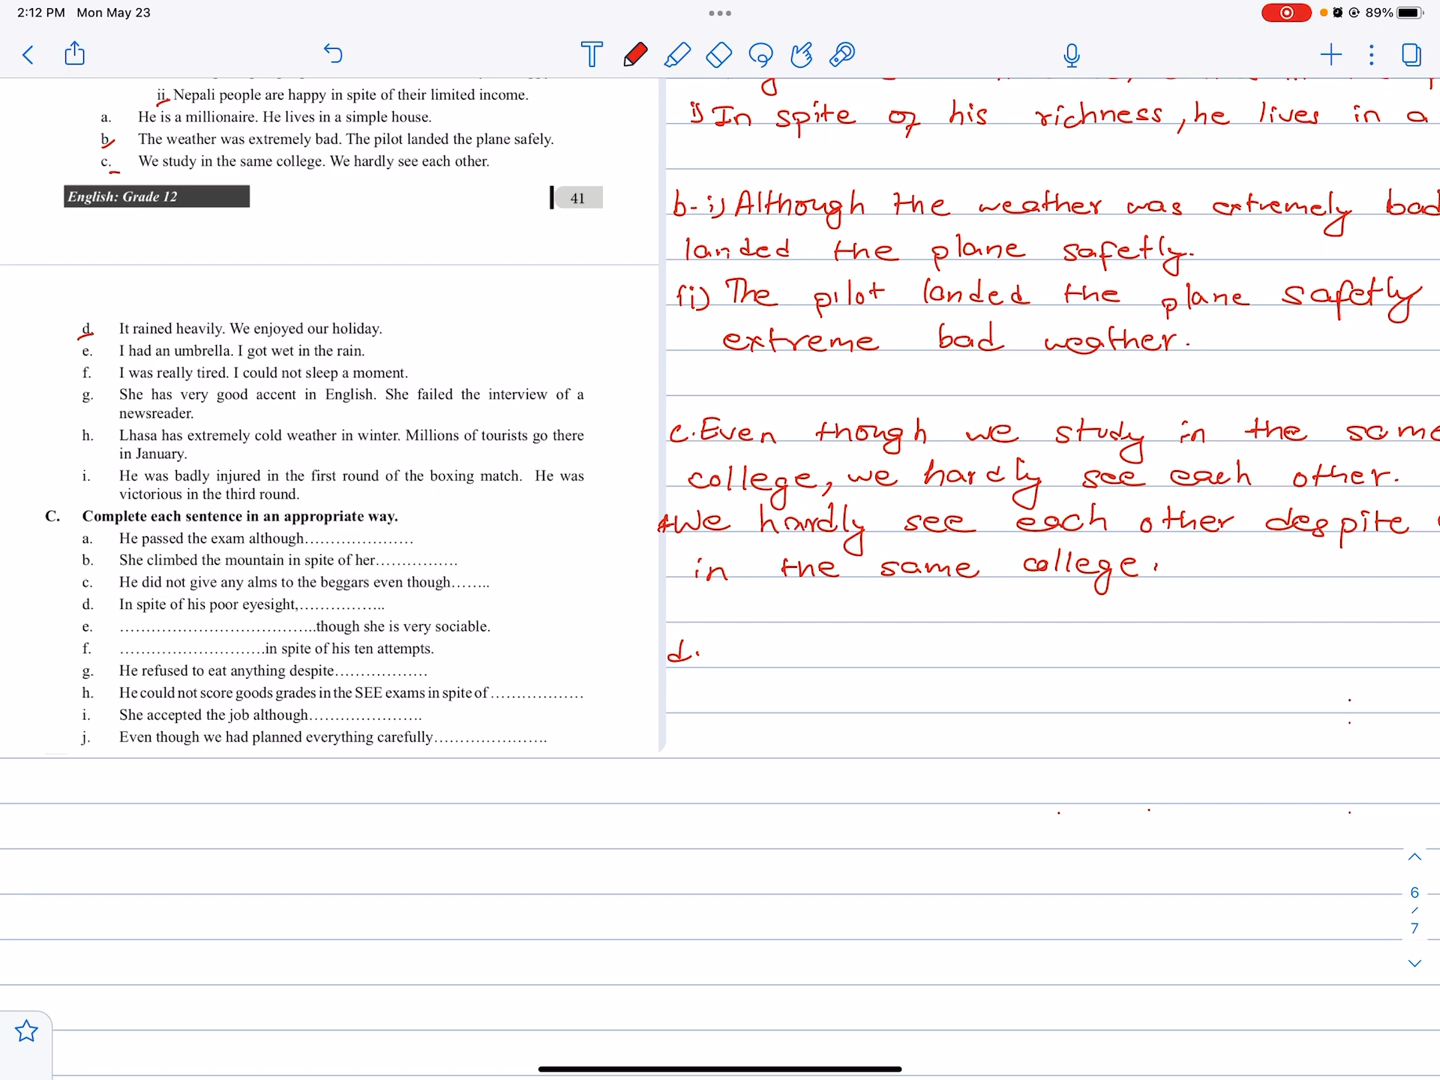 2:12 PM Mon May 23
89%
ii. Nepali people are happy in spite of their limited income.
a. He is a millionaire. He lives in a simple house.
b. The weather was extremely bad. The pilot landed the plane safely.
c. We study in the same college. We hardly see each other.
English: Grade 12
41
d. It rained heavily. We enjoyed our holiday.
e. I had an umbrella. I got wet in the rain.
f. I was really tired. I could not sleep a moment.
g. She has very good accent in English. She failed the interview of a
newsreader.
h. Lhasa has extremely cold weather in winter. Millions of tourists go there
in January.
i. He was badly injured in the first round of the boxing match. He was
victorious in the third round.
C. Complete each sentence in an appropriate way.
a. He passed the exam although…………………
b. She climbed the mountain in spite of her……………
c. He did not give any alms to the beggars even though……..
d. In spite of his poor eyesight,……………..
e. ……………………………..though she is very sociable.
f. ……………………….in spite of his ten attempts.
g. He refused to eat anything despite………………
h. He could not score goods grades in the SEE exams in spite of ………………
i. She accepted the job although………………….
j. Even though we had planned everything carefully………………….
i) In spite of his richness, he lives in a
b- i) Although the weather was extremely bad
landed the plane safetly.
(i) The pilot landed the plane safetly
extreme bad weather.
c. Even though we study in the same
college, we hardly see each other.
We hardly see each other despite
in the same college.
d.
6
/
7